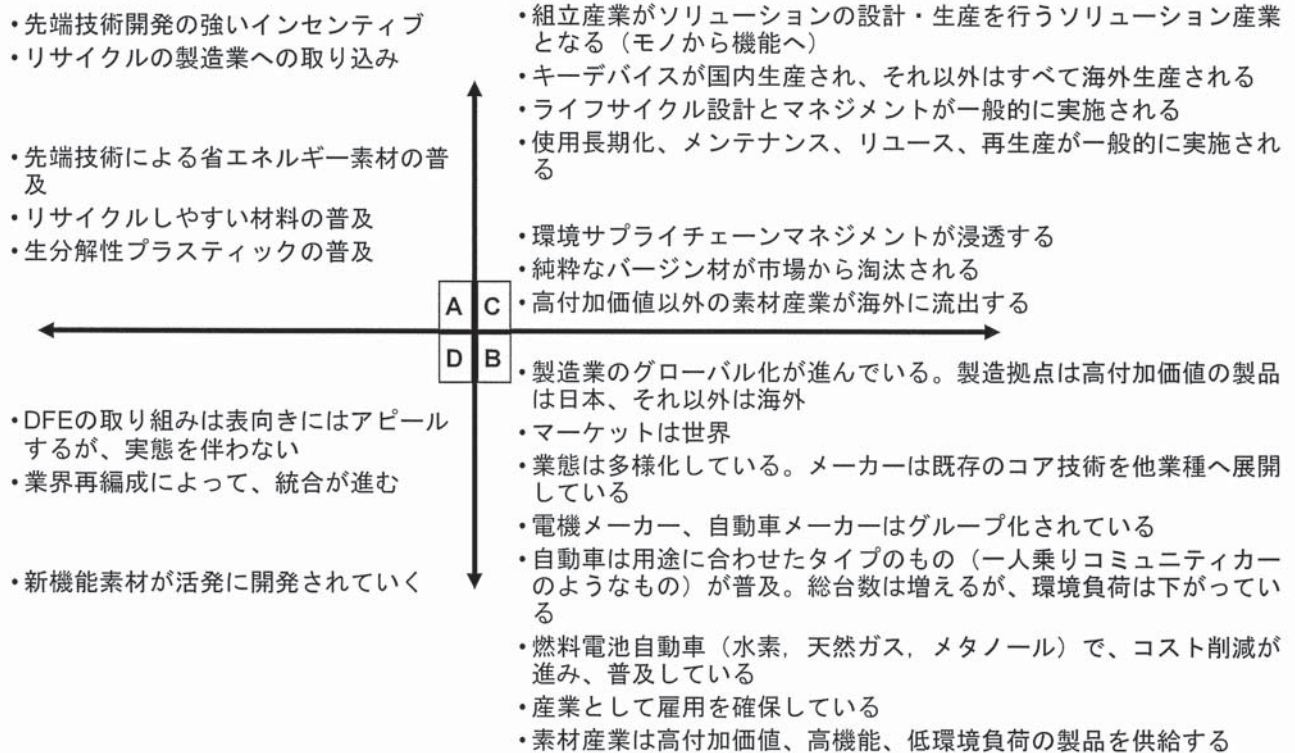 ・先端技術開発の強いインセンティブ
・リサイクルの製造業への取り込み
・先端技術による省エネルギー素材の普
及
・リサイクルしやすい材料の普及
・生分解性プラスティックの普及
・組立産業がソリューションの設計・生産を行うソリューション産業
となる（モノから機能へ）
・キーデバイスが国内生産され、それ以外はすべて海外生産される
・ライフサイクル設計とマネジメントが一般的に実施される
・使用長期化、メンテナンス、リユース、再生産が一般的に実施され
る
・環境サプライチェーンマネジメントが浸透する
・純粋なバージン材が市場から淘汰される
・高付加価値以外の素材産業が海外に流出する
A C
D B
・DFEの取り組みは表向きにはアピール
するが、実態を伴わない
・業界再編成によって、統合が進む
・新機能素材が活発に開発されていく
・製造業のグローバル化が進んでいる。製造拠点は高付加価値の製品
は日本、それ以外は海外
・マーケットは世界
・業態は多様化している。メーカーは既存のコア技術を他業種へ展開
している
・電機メーカー、自動車メーカーはグループ化されている
・自動車は用途に合わせたタイプのもの（一人乗りコミュニティカー
のようなもの）が普及。総台数は増えるが、環境負荷は下がってい
る
・燃料電池自動車（水素，天然ガス，メタノール）で、コスト削減が
進み、普及している
・産業として雇用を確保している
・素材産業は高付加価値、高機能、低環境負荷の製品を供給する